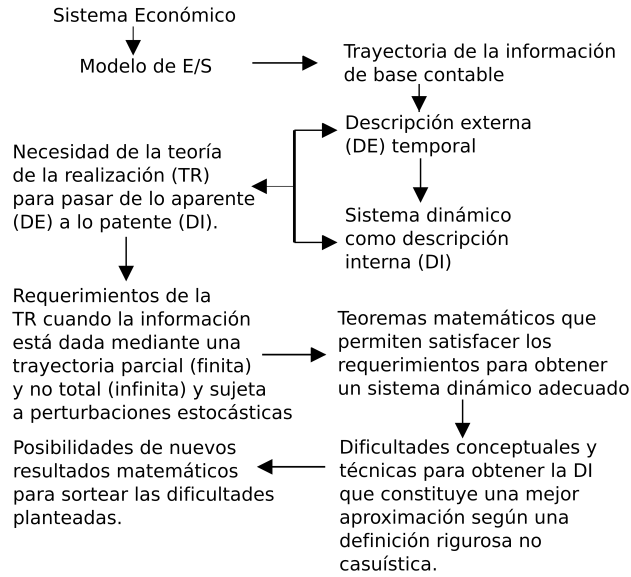 Sistema Económico
Modelo de E/S
Trayectoria de la información
de base contable
Descripción externa
(DE) temporal
Necesidad de la teoría
de la realización (TR)
para pasar de lo aparente
(DE) a lo patente (DI).
Sistema dinámico
como descripción
interna (DI)
Requerimientos de la
TR cuando la información
está dada mediante una
trayectoria parcial (finita)
y no total (infinita) y sujeta
a perturbaciones estocásticas
Teoremas matemáticos que
permiten satisfacer los
requerimientos para obtener
un sistema dinámico adecuado
Dificultades conceptuales y
técnicas para obtener la DI
que constituye una mejor
aproximación según una
definición rigurosa no
casuística.
Posibilidades de nuevos
resultados matemáticos
para sortear las dificultades
planteadas.